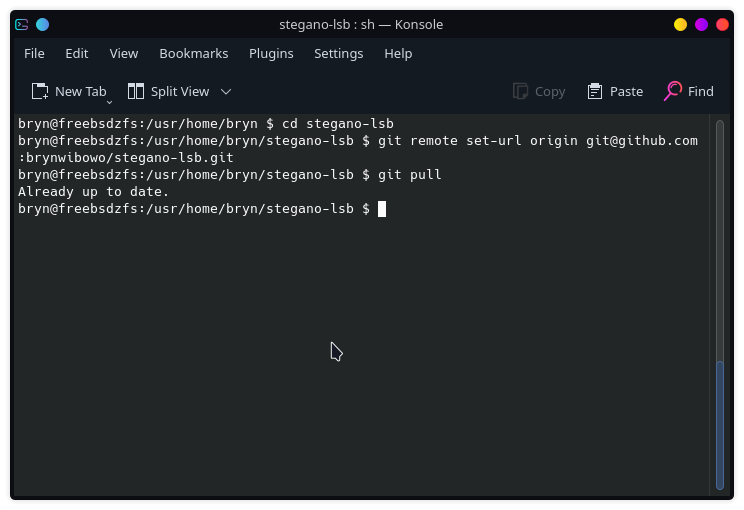 stegano-lsb : sh — Konsole
File Edit View Bookmarks Plugins Settings Help
New Tab Split View Copy Paste Find
bryn@freebsdzfs:/usr/home/bryn $ cd stegano-lsb
bryn@freebsdzfs:/usr/home/bryn/stegano-lsb $ git remote set-url origin git@github.com
:brynwibowo/stegano-lsb.git
bryn@freebsdzfs:/usr/home/bryn/stegano-lsb $ git pull
Already up to date.
bryn@freebsdzfs:/usr/home/bryn/stegano-lsb $